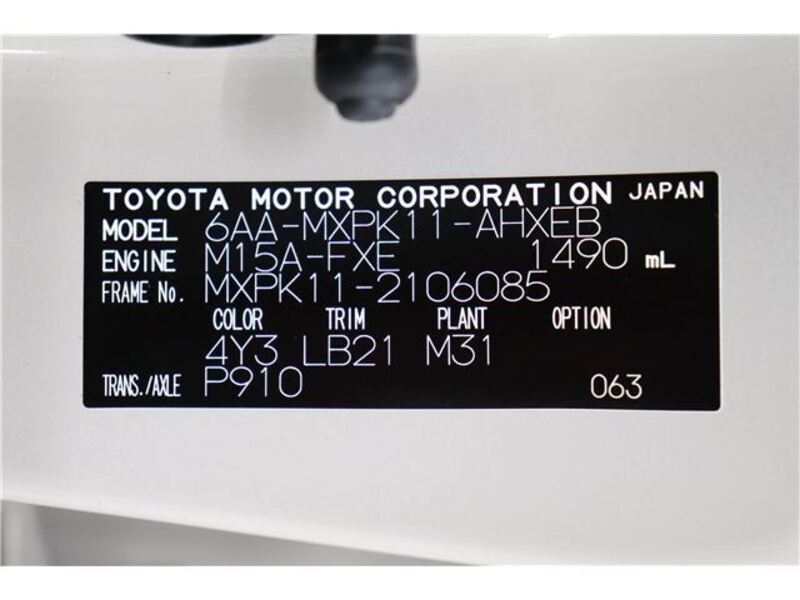 TOYOTA MOTOR CORPORATION JAPAN
MODEL 6AA-MXPK11-AHXEB
ENGINE M15A-FXE 1490 mL
FRAME No. MXPK11-2106085
COLOR TRIM PLANT OPTION
4Y3 LB21 M31
TRANS./AXLE P910 063